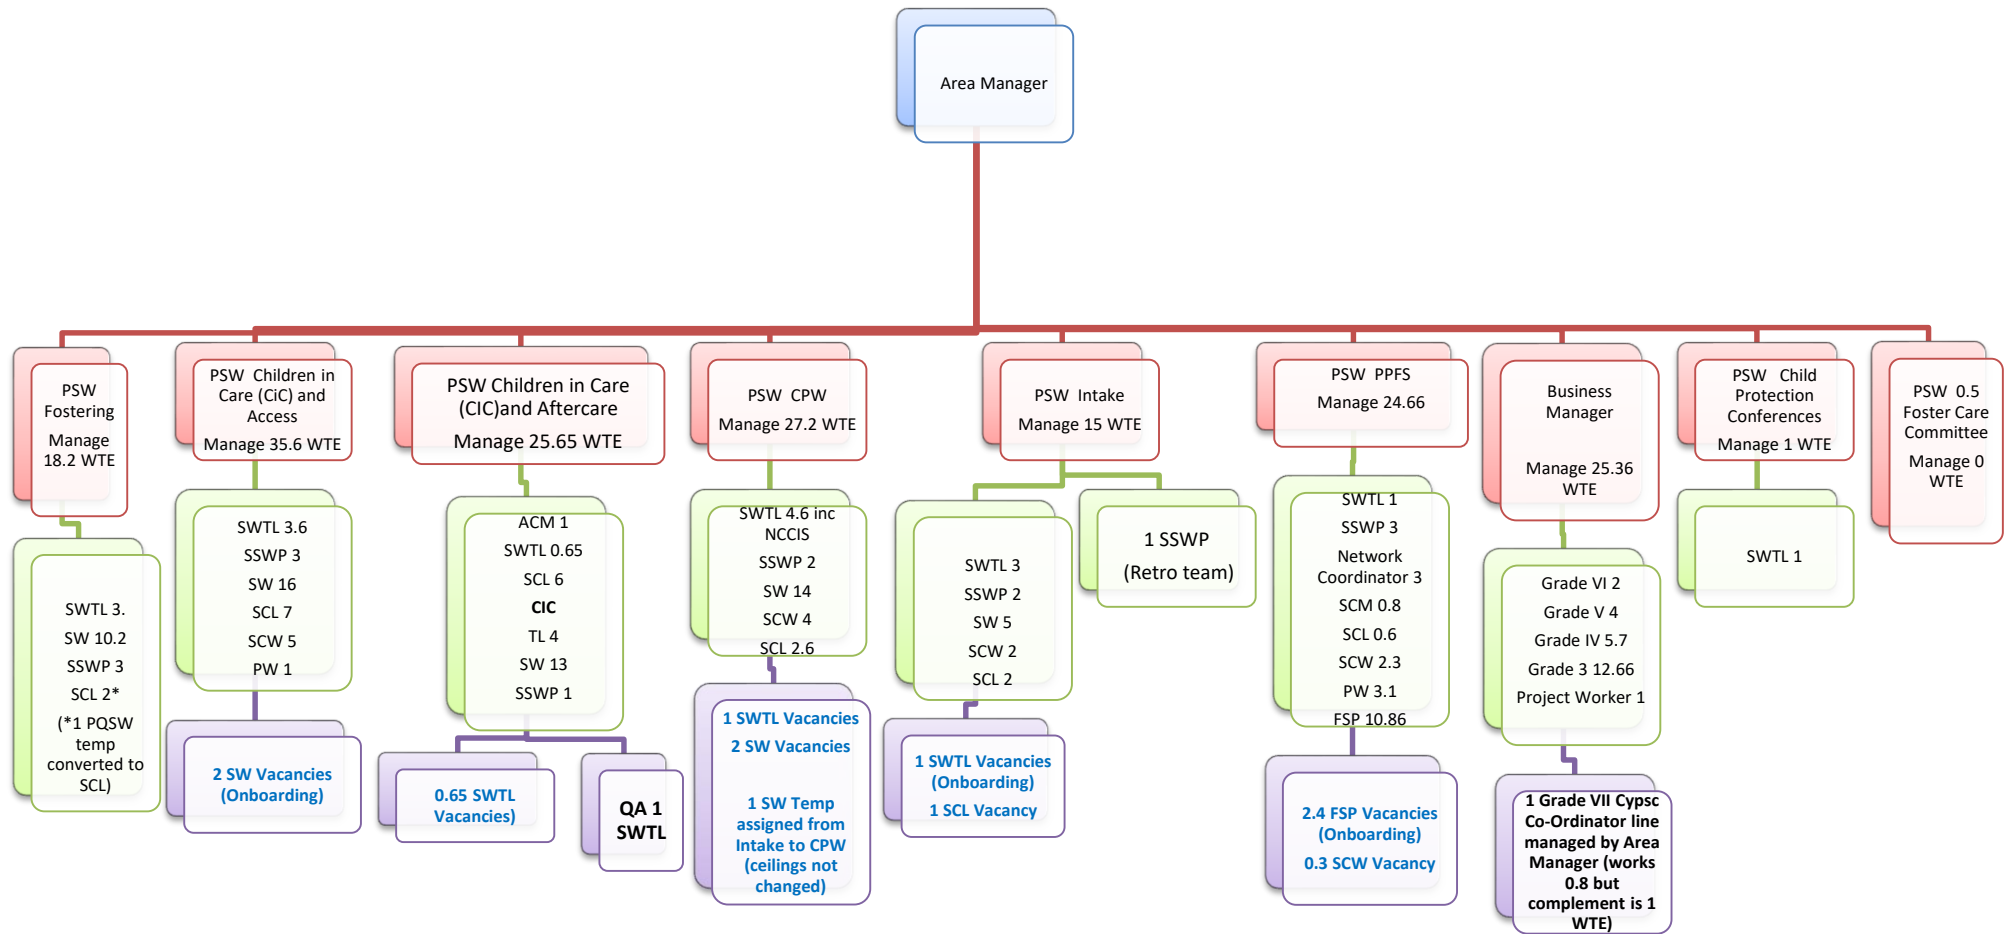 Area Manager
PSW
Fostering
Manage
18.2 WTE
PSW Children in
Care (CiC) and
Access
Manage 35.6 WTE
PSW Children in Care
(CIC)and Aftercare
Manage 25.65 WTE
PSW CPW
Manage 27.2 WTE
PSW Intake
Manage 15 WTE
PSW PPFS
Manage 24.66
Business
Manager
Manage 25.36
WTE
PSW Child
Protection
Conferences
Manage 1 WTE
PSW 0.5
Foster Care
Committee
Manage 0
WTE
SWTL 3.
SW 10.2
SSWP 3
SCL 2*
(*1 PQSW
temp
converted to
SCL)
SWTL 3.6
SSWP 3
SW 16
SCL 7
SCW 5
PW 1
ACM 1
SWTL 0.65
SCL 6
CIC
TL 4
SW 13
SSWP 1
SWTL 4.6 inc
NCCIS
SSWP 2
SW 14
SCW 4
SCL 2.6
SWTL 3
SSWP 2
SW 5
SCW 2
SCL 2
1 SSWP
(Retro team)
SWTL 1
SSWP 3
Network
Coordinator 3
SCM 0.8
SCL 0.6
SCW 2.3
PW 3.1
FSP 10.86
Grade VI 2
Grade V 4
Grade IV 5.7
Grade 3 12.66
Project Worker 1
SWTL 1
2 SW Vacancies
(Onboarding)
0.65 SWTL
Vacancies)
QA 1
SWTL
1 SWTL Vacancies
2 SW Vacancies
1 SW Temp
assigned from
Intake to CPW
(ceilings not
changed)
1 SWTL Vacancies
(Onboarding)
1 SCL Vacancy
2.4 FSP Vacancies
(Onboarding)
0.3 SCW Vacancy
1 Grade VII Cypsc
Co-Ordinator line
managed by Area
Manager (works
0.8 but
complement is 1
WTE)